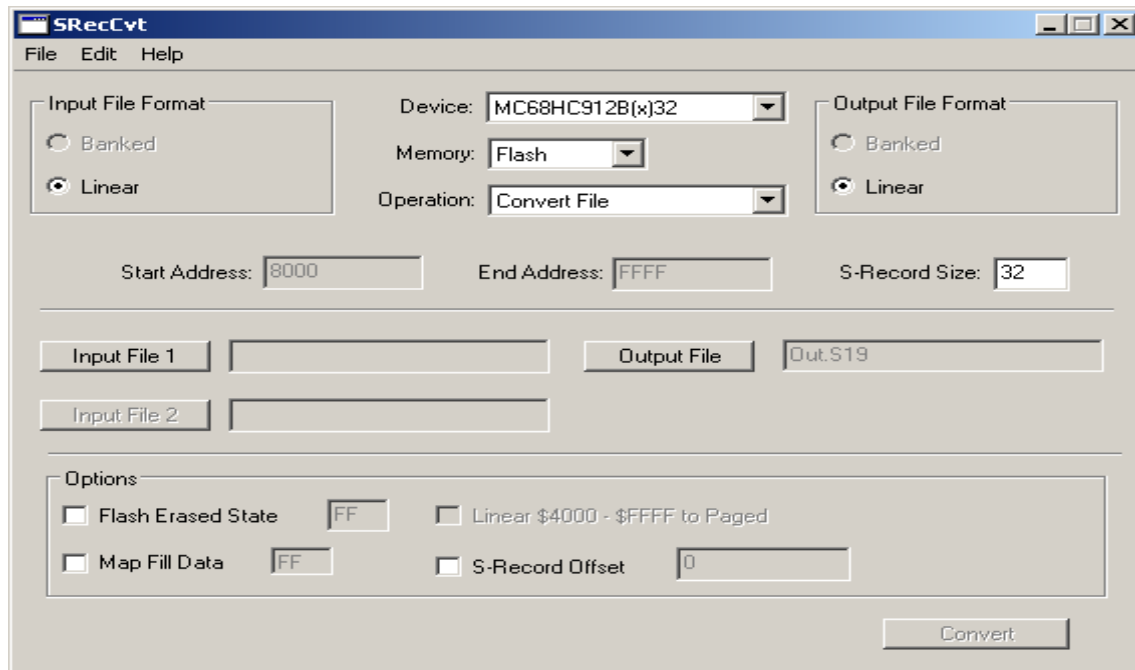 SRecCvt
File Edit Help
Input File Format
Banked
Linear
Device: MC68HC912B(x)32
Memory: Flash
Operation: Convert File
Output File Format
Banked
Linear
Start Address: 8000 End Address: FFFF S-Record Size: 32
Input File 1 Output File Out.S19
Input File 2
Options
Flash Erased State FF Linear $4000 - $FFFF to Paged
Map Fill Data FF S-Record Offset 0
Convert